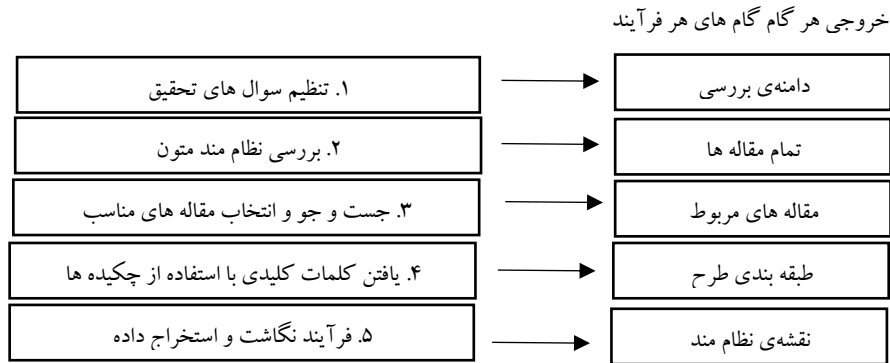 خروجی هر گام گام های هر فرآیند
دامنه‌ی بررسی
۱. تنظیم سوال های تحقیق
تمام مقاله ها
۲. بررسی نظام مند متون
مقاله های مربوط
۳. جست و جو و انتخاب مقاله های مناسب
طبقه بندی طرح
۴. یافتن کلمات کلیدی با استفاده از چکیده ها
نقشه‌ی نظام مند
۵. فرآیند نگاشت و استخراج داده